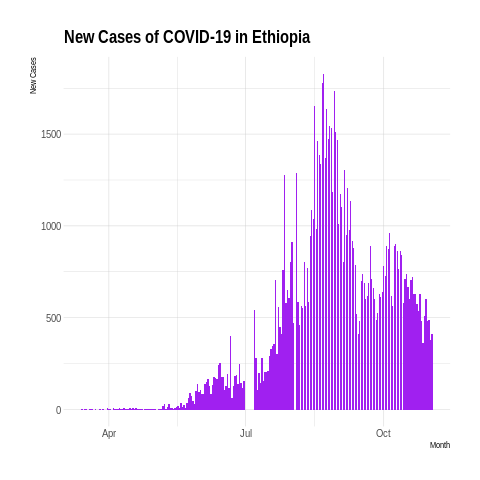 New Cases of COVID-19 in Ethiopia
New Cases
1500
1000
500
0
Apr
Jul
Oct
Month